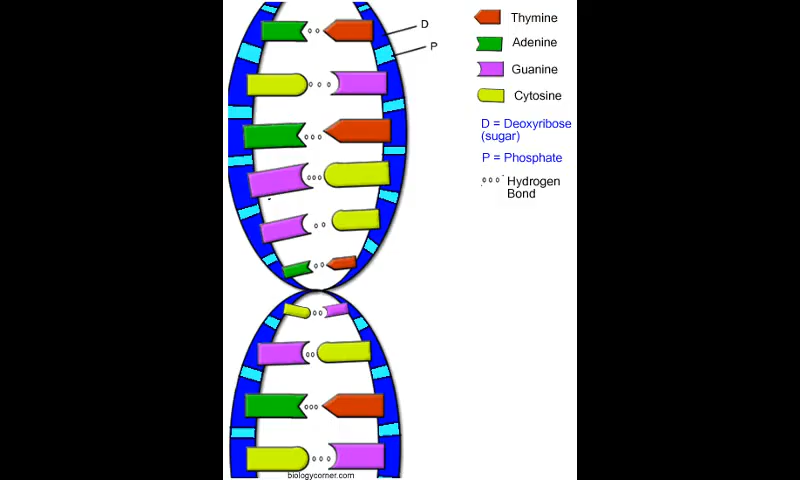 D
P
Thymine
Adenine
Guanine
Cytosine
D = Deoxyribose
(sugar)
P = Phosphate
Hydrogen
Bond
biologycorner.com